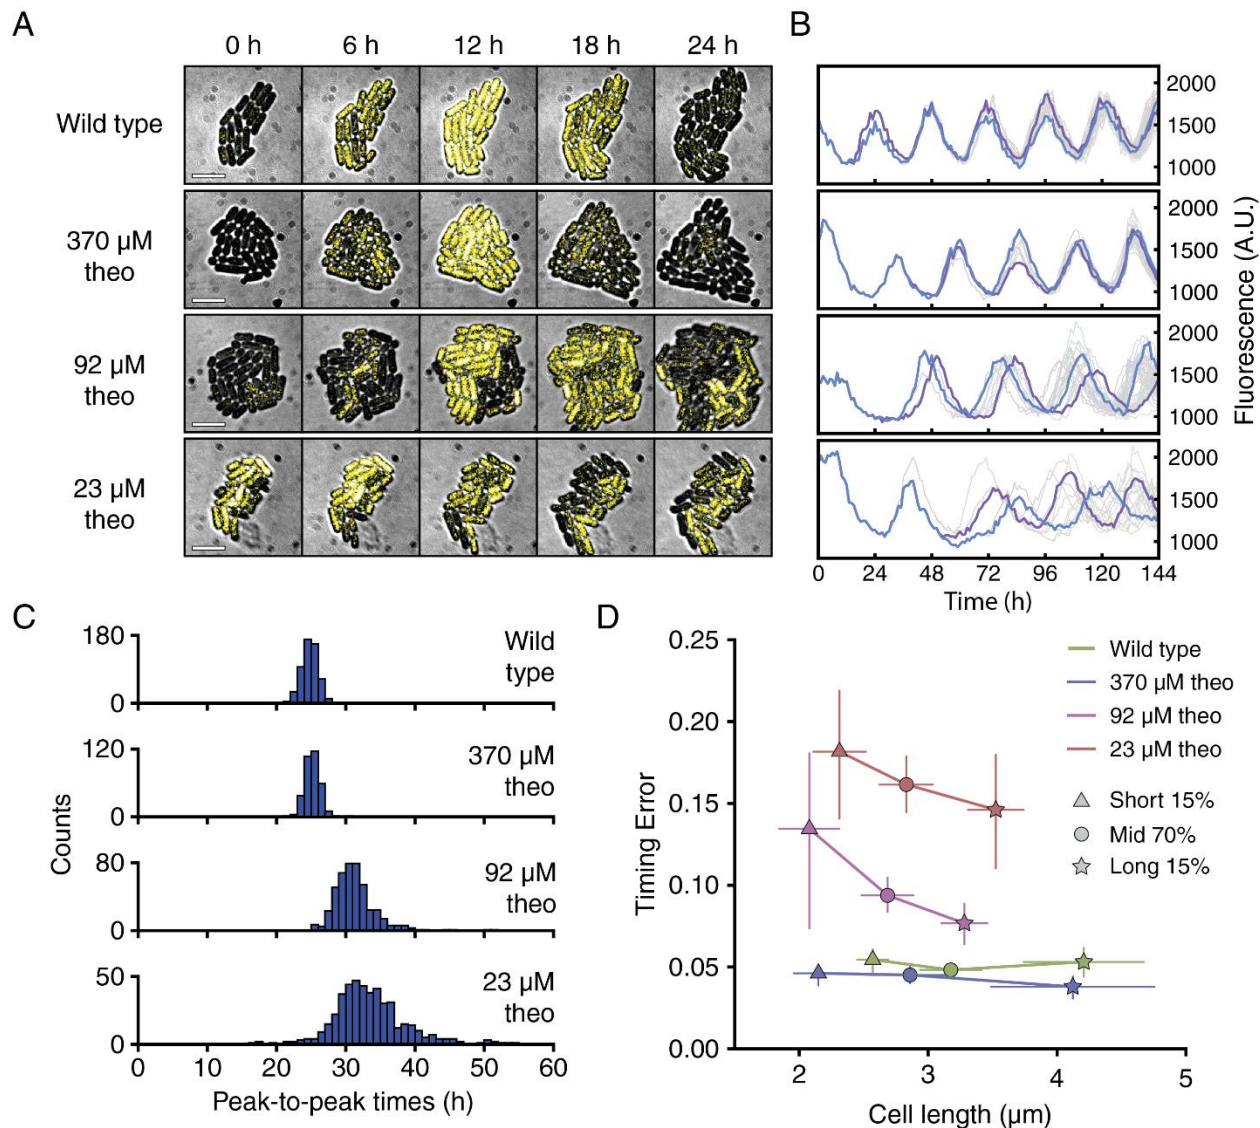 A
0 h 6 h 12 h 18 h 24 h
Wild type
370 μM
theo
92 μM
theo
23 μM
theo
B
2000
1500
1000
2000
1500
1000
2000
1500
1000
2000
1500
1000
Fluorescence (A.U.)
0 24 48 72 96 120 144
Time (h)
C
180
0
Wild
type
120
0
370 μM
theo
80
0
92 μM
theo
50
0
23 μM
theo
Counts
0 10 20 30 40 50 60
Peak-to-peak times (h)
D
0.25
0.20
0.15
0.10
0.05
0.00
Timing Error
Wild type
370 μM theo
92 μM theo
23 μM theo
Short 15%
Mid 70%
Long 15%
2 3 4 5
Cell length (μm)